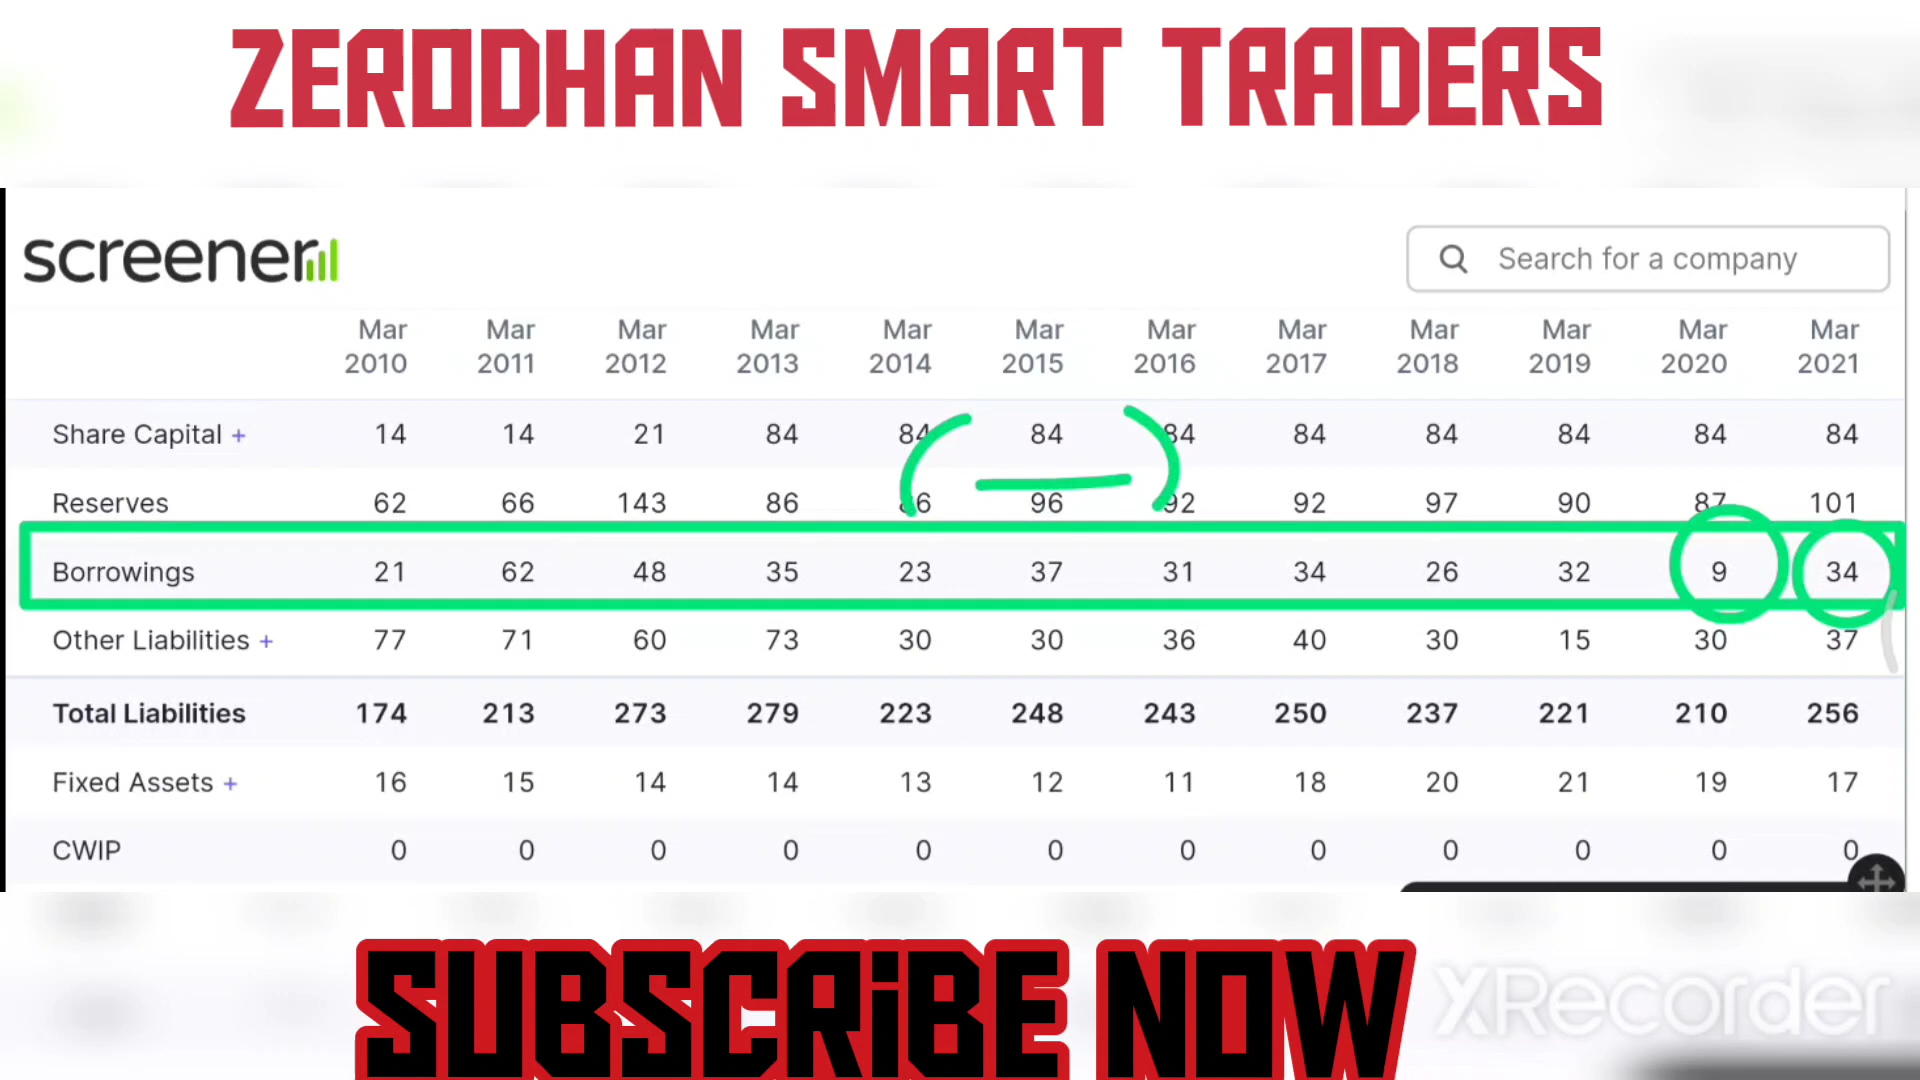 ZERODHAN SMART TRADERS
screener
Search for a company
Mar 2010 Mar 2011 Mar 2012 Mar 2013 Mar 2014 Mar 2015 Mar 2016 Mar 2017 Mar 2018 Mar 2019 Mar 2020 Mar 2021
Share Capital + 14 14 21 84 84 84 84 84 84 84 84 84
Reserves 62 66 143 86 86 96 92 92 97 90 87 101
Borrowings 21 62 48 35 23 37 31 34 26 32 9 34
Other Liabilities + 77 71 60 73 30 30 36 40 30 15 30 37
Total Liabilities 174 213 273 279 223 248 243 250 237 221 210 256
Fixed Assets + 16 15 14 14 13 12 11 18 20 21 19 17
CWIP 0 0 0 0 0 0 0 0 0 0 0 0
SUBSCRIBE NOW
XRecorder